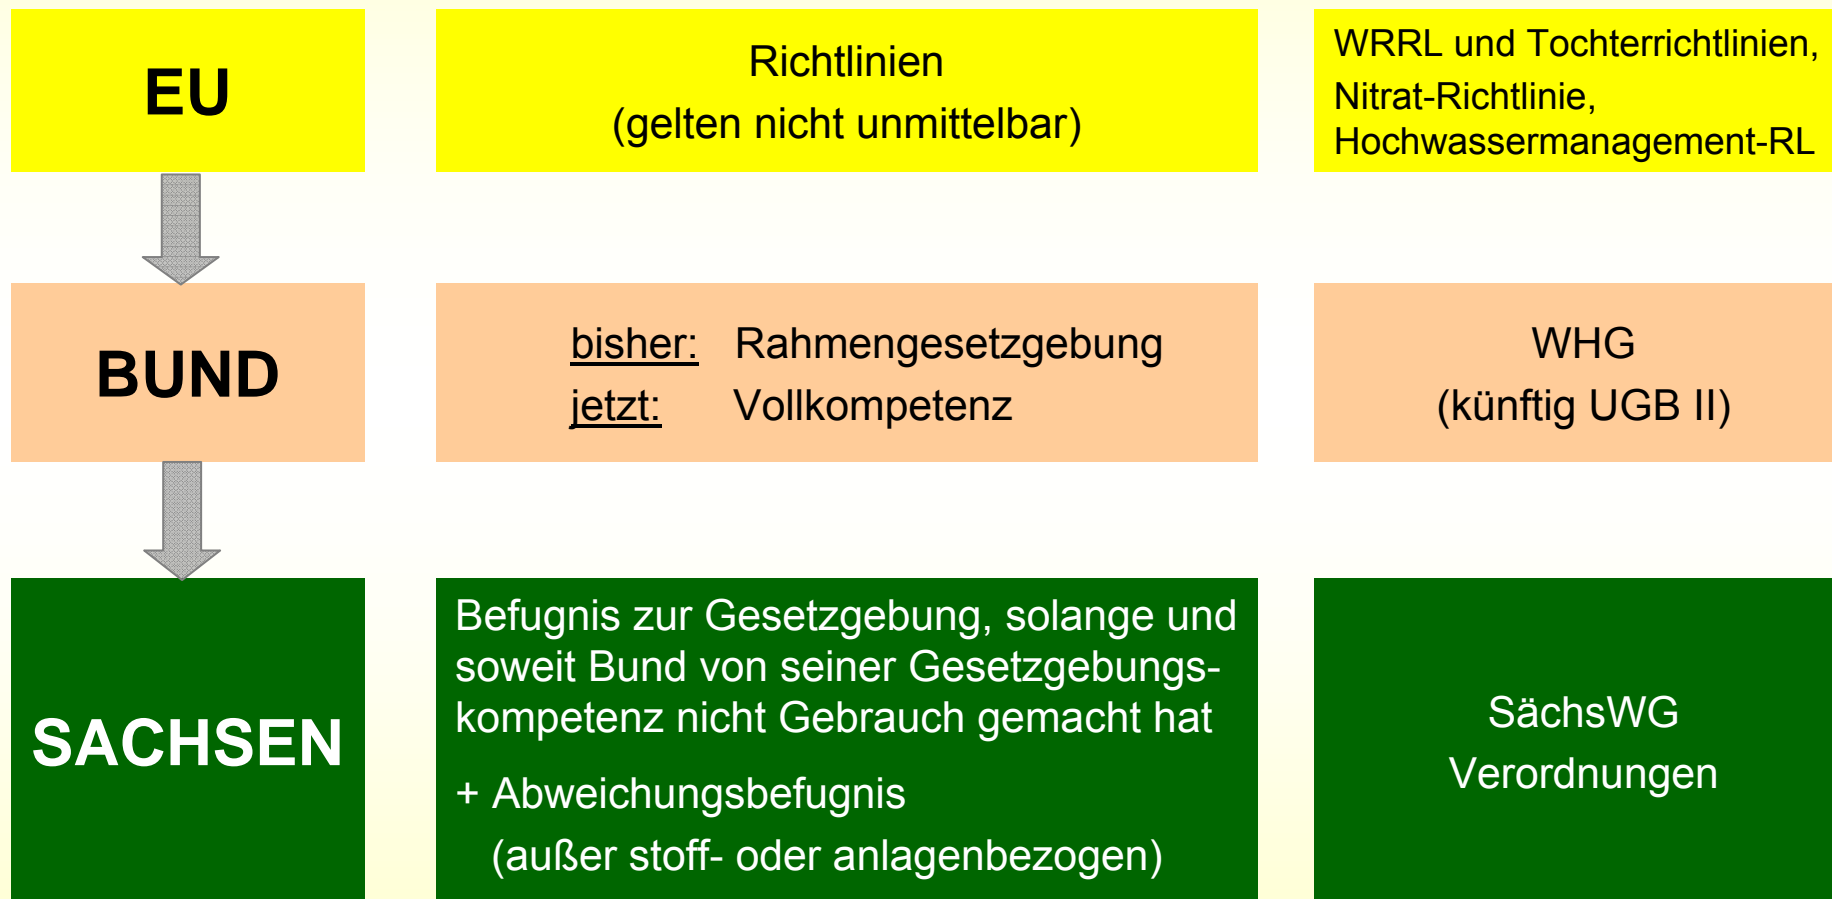 EU
Richtlinien
(gelten nicht unmittelbar)
WRRL und Tochterrichtlinien,
Nitrat-Richtlinie,
Hochwassermanagement-RL
BUND
bisher: Rahmengesetzgebung
jetzt: Vollkompetenz
WHG
(künftig UGB II)
SACHSEN
Befugnis zur Gesetzgebung, solange und
soweit Bund von seiner Gesetzgebungs-
kompetenz nicht Gebrauch gemacht hat
+ Abweichungsbefugnis
(außer stoff- oder anlagenbezogen)
SächsWG
Verordnungen